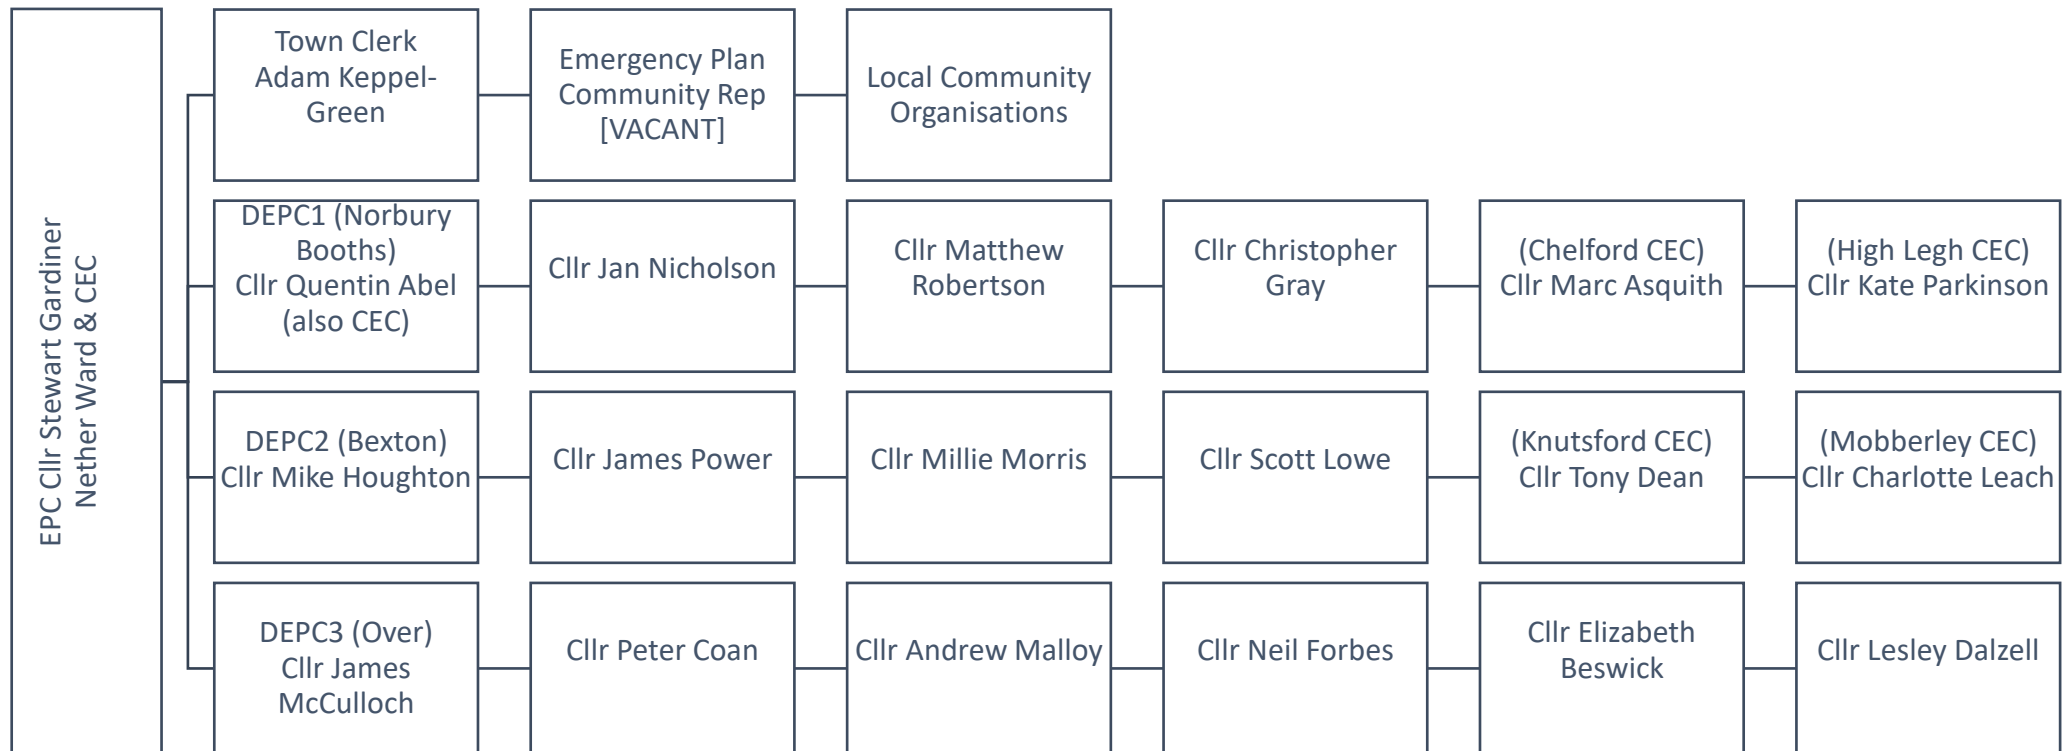 EPC Cllr Stewart Gardiner
Nether Ward & CEC
Town Clerk
Adam Keppel-
Green
Emergency Plan
Community Rep
[VACANT]
Local Community
Organisations
DEPC1 (Norbury
Booths)
Cllr Quentin Abel
(also CEC)
Cllr Jan Nicholson
Cllr Matthew
Robertson
Cllr Christopher
Gray
(Chelford CEC)
Cllr Marc Asquith
(High Legh CEC)
Cllr Kate Parkinson
DEPC2 (Bexton)
Cllr Mike Houghton
Cllr James Power
Cllr Millie Morris
Cllr Scott Lowe
(Knutsford CEC)
Cllr Tony Dean
(Mobberley CEC)
Cllr Charlotte Leach
DEPC3 (Over)
Cllr James
McCulloch
Cllr Peter Coan
Cllr Andrew Malloy
Cllr Neil Forbes
Cllr Elizabeth
Beswick
Cllr Lesley Dalzell